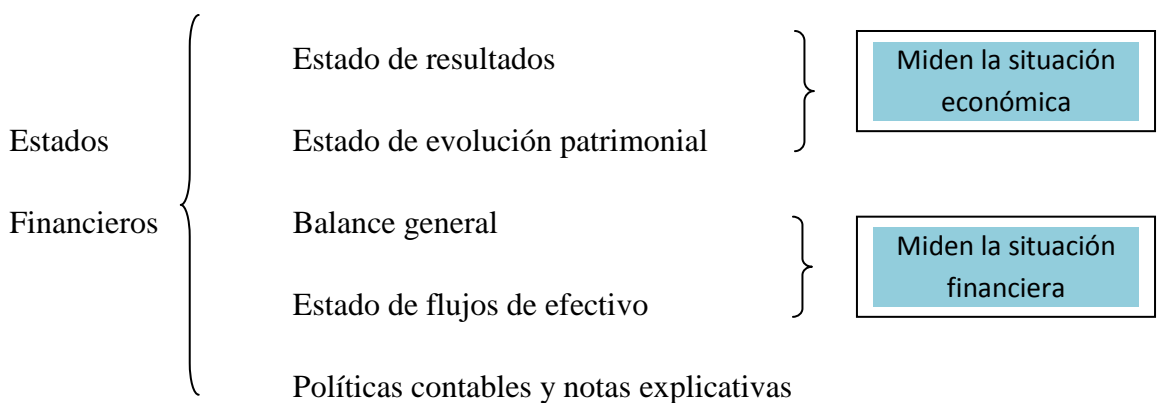 Estado de resultados
Miden la situación
económica
Estados
Estado de evolución patrimonial
Financieros
Balance general
Miden la situación
financiera
Estado de flujos de efectivo
Políticas contables y notas explicativas